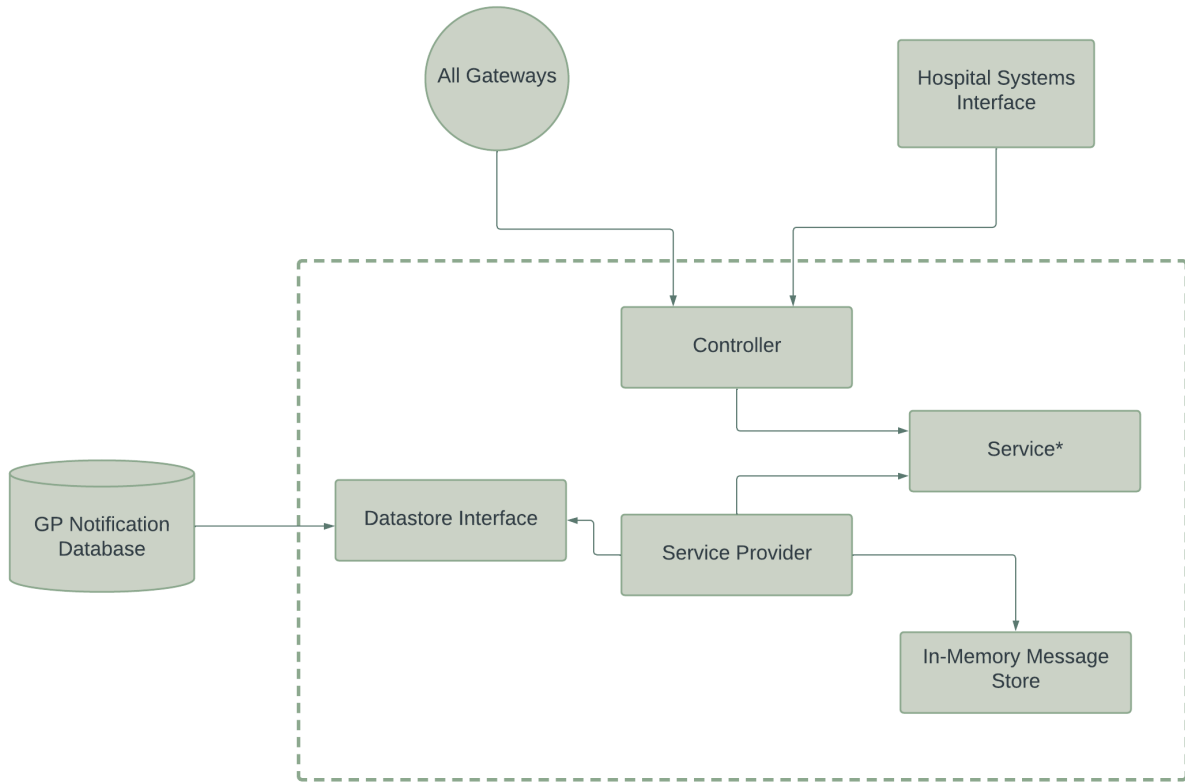 All Gateways
Hospital Systems
Interface
Controller
Service*
Datastore Interface
GP Notification
Database
Service Provider
In-Memory Message
Store